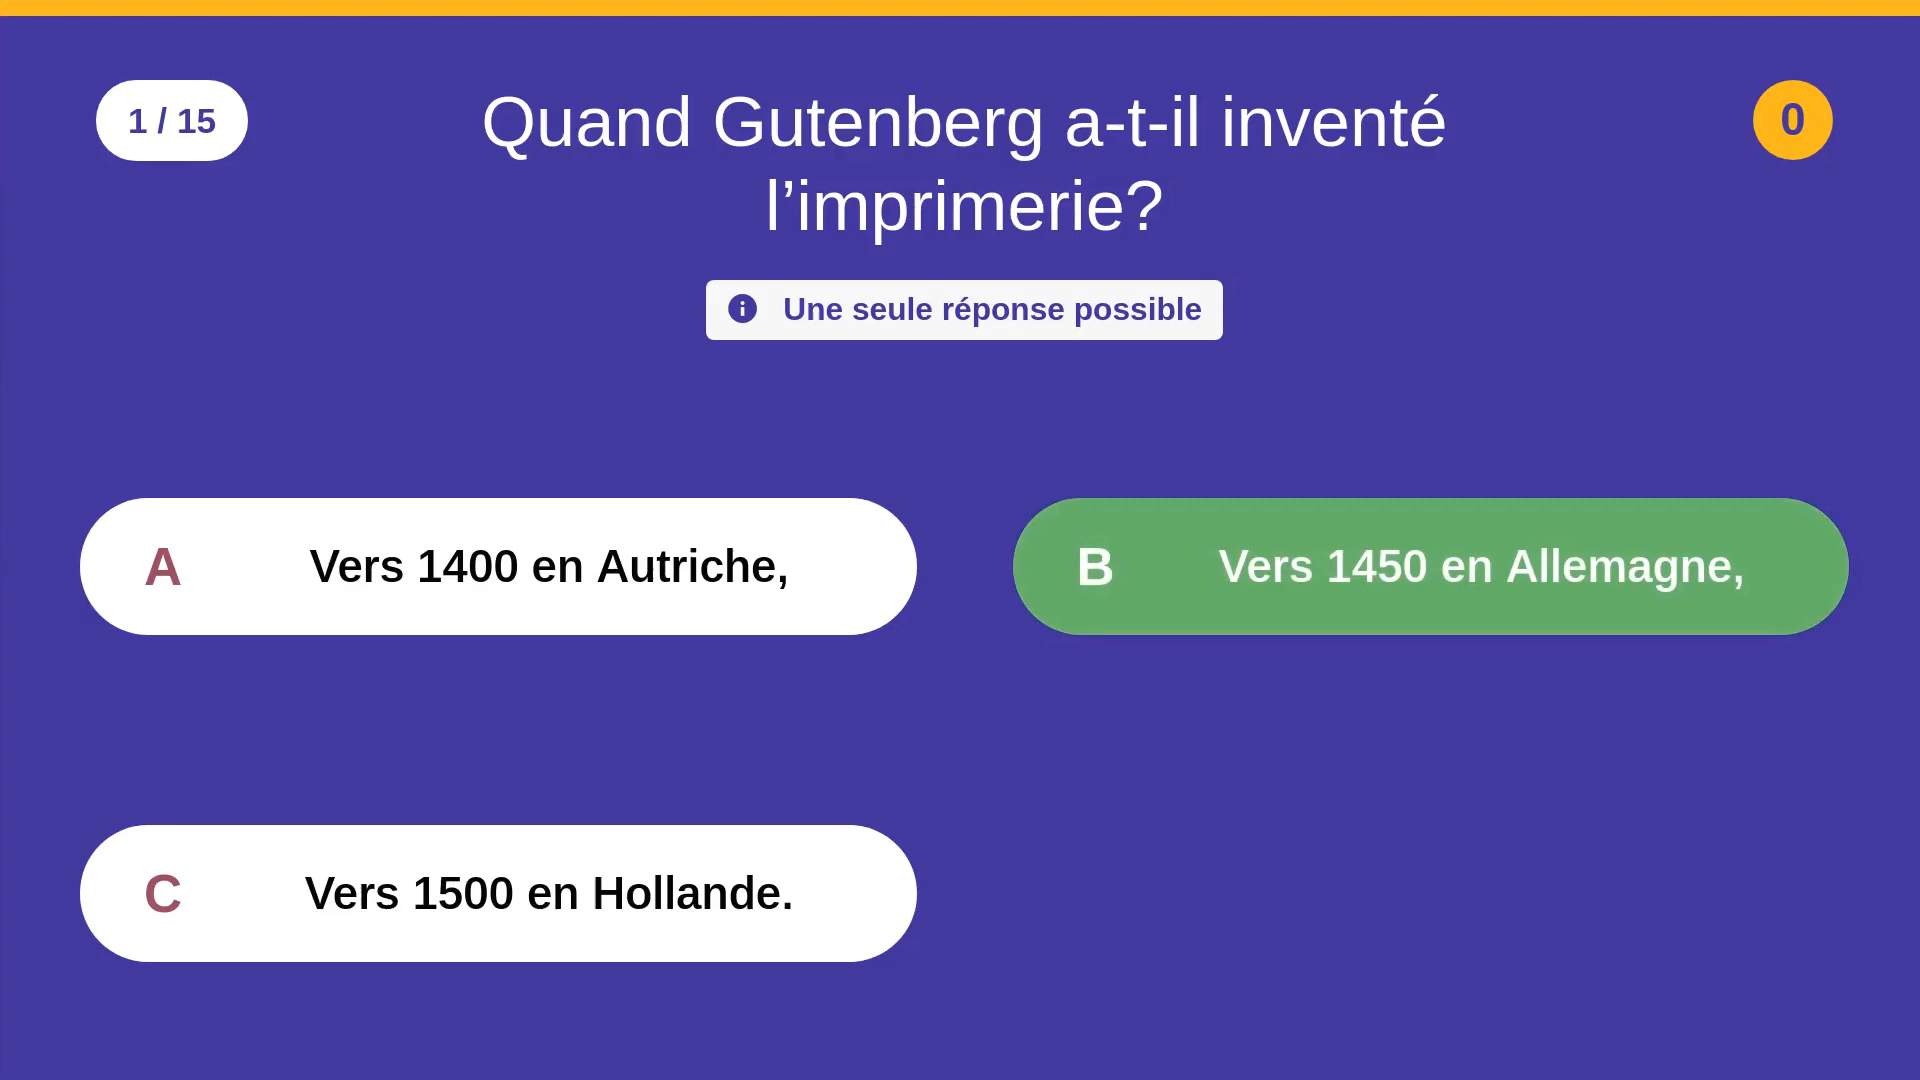 1 / 15
Quand Gutenberg a-t-il inventé
l’imprimerie?
0
Une seule réponse possible
A Vers 1400 en Autriche,
B Vers 1450 en Allemagne,
C Vers 1500 en Hollande.